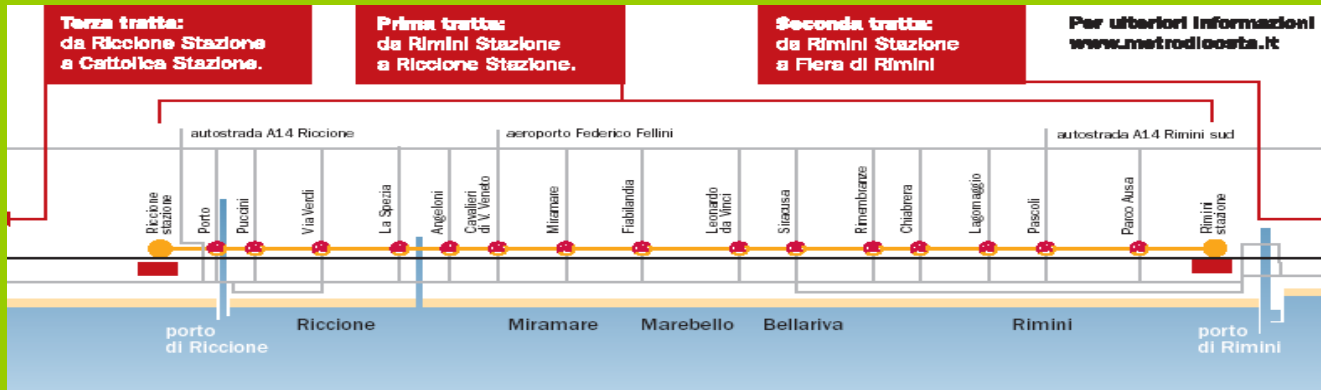 Terza tratta:
da Riccione Stazione
a Cattolica Stazione.
Prima tratta:
da Rimini Stazione
a Riccione Stazione.
Seconda tratta:
da Rimini Stazione
a Fiera di Rimini
Per ulteriori informazioni
www.metrodicosta.it
autostrada A14 Riccione
aeroporto Federico Fellini
autostrada A14 Rimini sud
Riccione
stazione
Porto
Puccini
Via Verdi
La Spezia
Angeloni
Cavalieri
di V. Veneto
Miramare
Fiabilandia
Leonardo
da Vinci
Siracusa
Rimembranze
Chiabrera
Lagomaggio
Pascoli
Parco Ausa
Rimini
stazione
porto
di Riccione
Riccione
Miramare
Marebello
Bellariva
Rimini
porto
di Rimini